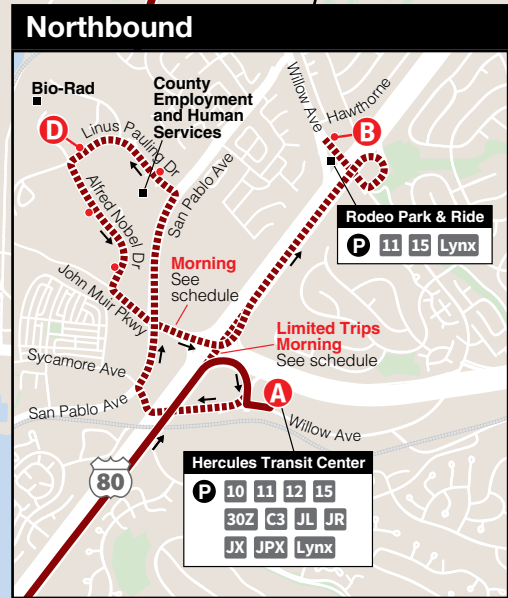 Northbound
Bio-Rad
County
Employment
and Human
Services
Willow Ave
Hawthorne
D
B
Linus Pauling Dr
San Pablo Ave
Alfred Nobel Dr
Rodeo Park & Ride
P 11 15 Lynx
John Muir Pkwy
Morning
See
schedule
Limited Trips
Morning
See schedule
Sycamore Ave
San Pablo Ave
A
Willow Ave
80
Hercules Transit Center
P 10 11 12 15
30Z C3 JL JR
JX JPX Lynx